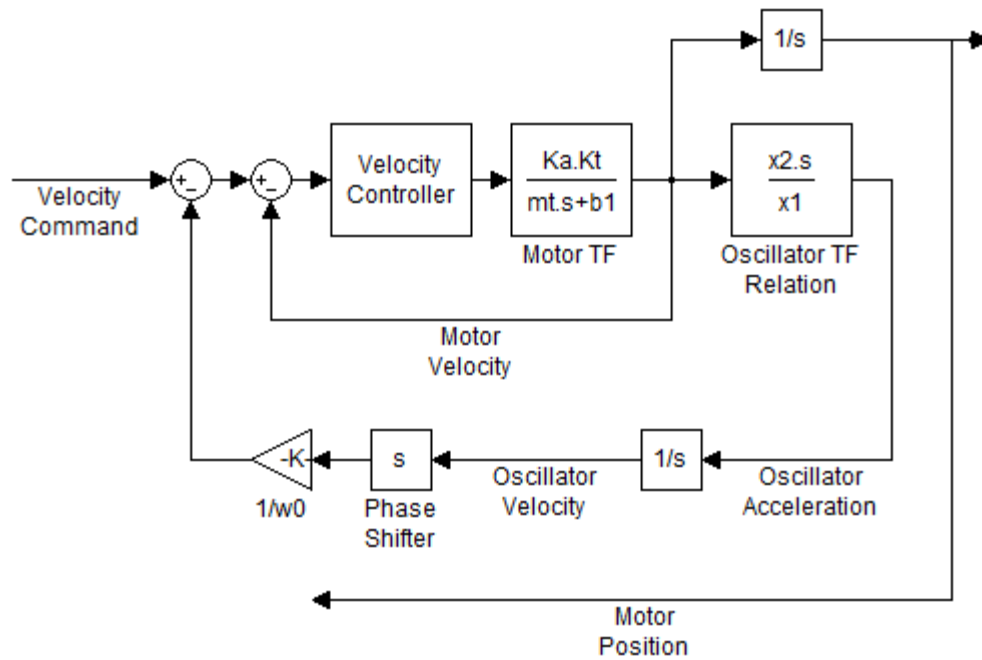 1/s
Velocity
Command
+
-
+
-
Velocity
Controller
Ka.Kt
mt.s+b1
Motor TF
x2.s
x1
Oscillator TF
Relation
Motor
Velocity
-K-
1/w0
s
Phase
Shifter
Oscillator
Velocity
1/s
Oscillator
Acceleration
Motor
Position